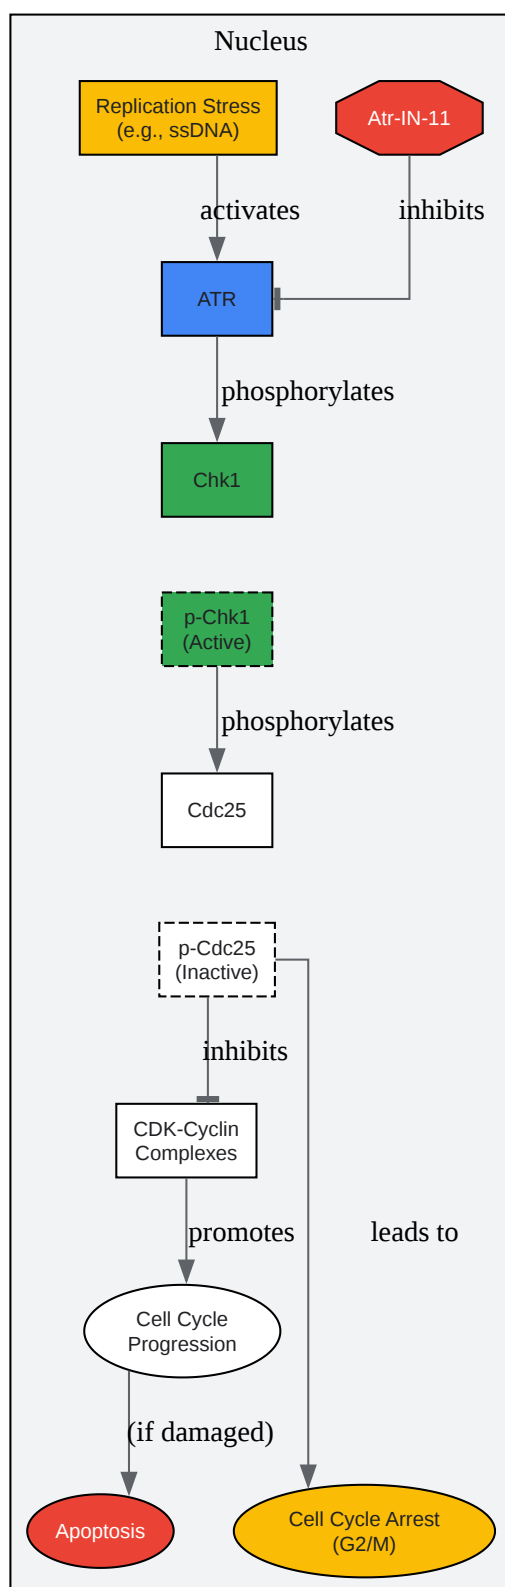 Nucleus
Replication Stress
(e.g., ssDNA)
Atr-IN-11
activates
inhibits
ATR
phosphorylates
Chk1
p-Chk1
(Active)
phosphorylates
Cdc25
p-Cdc25
(Inactive)
inhibits
CDK-Cyclin
Complexes
promotes
leads to
Cell Cycle
Progression
(if damaged)
Apoptosis
Cell Cycle Arrest
(G2/M)